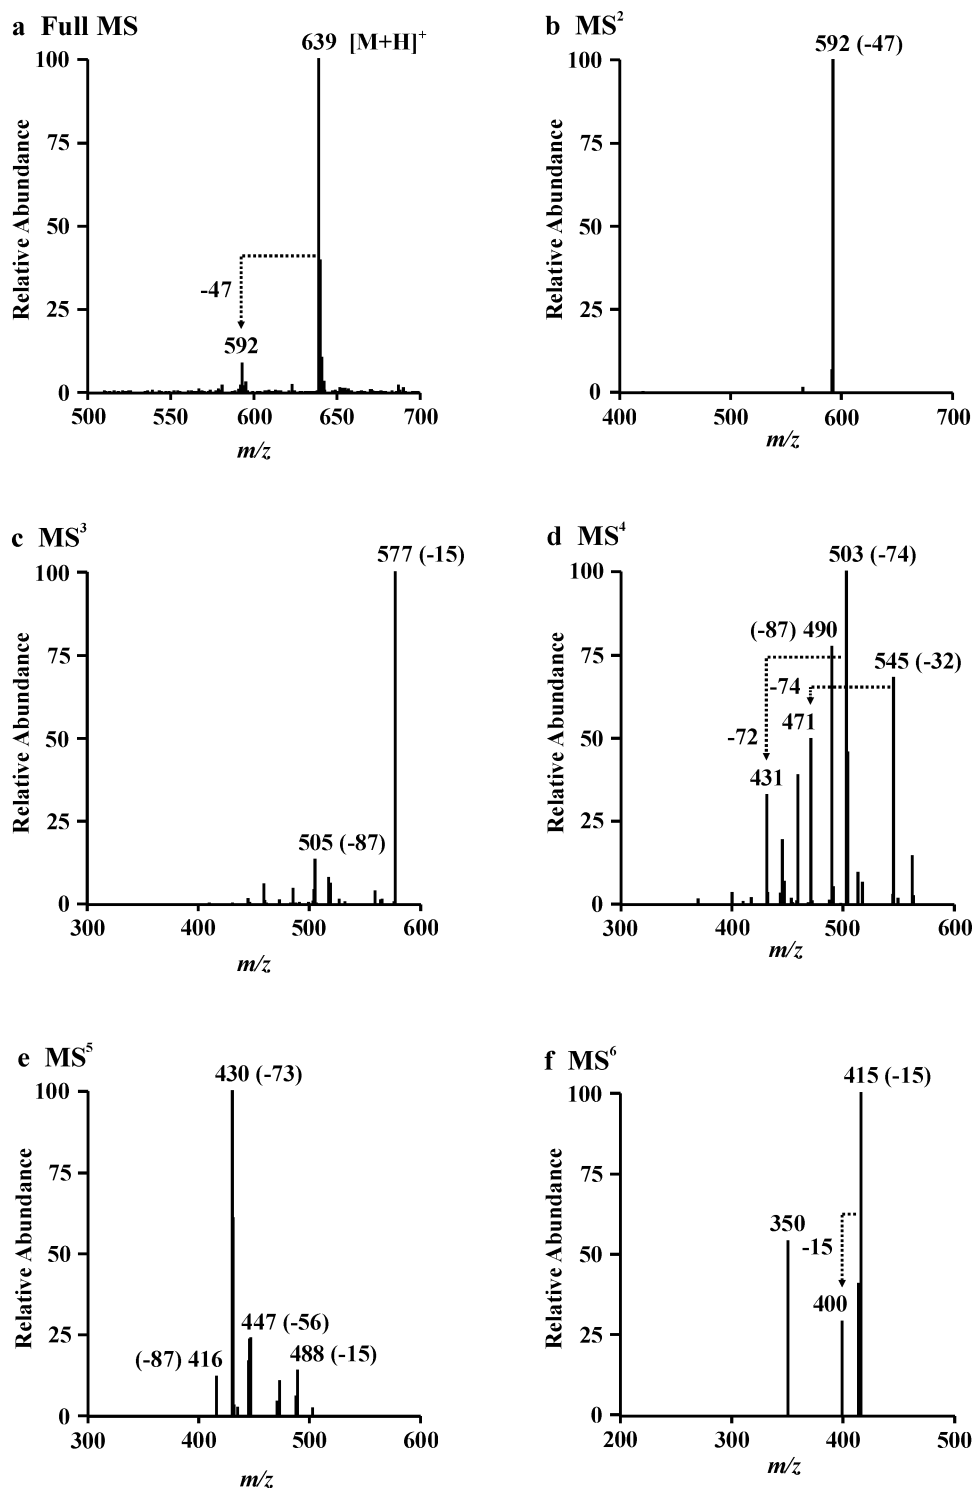 a Full MS
639 [M+H]+
100
75
50
25
0
-47
592
500 550 600 650 700
m/z
Relative Abundance
b MS2
592 (-47)
100
75
50
25
0
400 500 600 700
m/z
Relative Abundance
c MS3
577 (-15)
100
75
50
25
0
505 (-87)
300 400 500 600
m/z
Relative Abundance
d MS4
503 (-74)
100
75
50
25
0
(-87) 490
545 (-32)
-74
471
-72
431
300 400 500 600
m/z
Relative Abundance
e MS5
430 (-73)
100
75
50
25
0
447 (-56)
(-87) 416
488 (-15)
300 400 500 600
m/z
Relative Abundance
f MS6
415 (-15)
100
75
50
25
0
350
-15
400
200 300 400 500
m/z
Relative Abundance